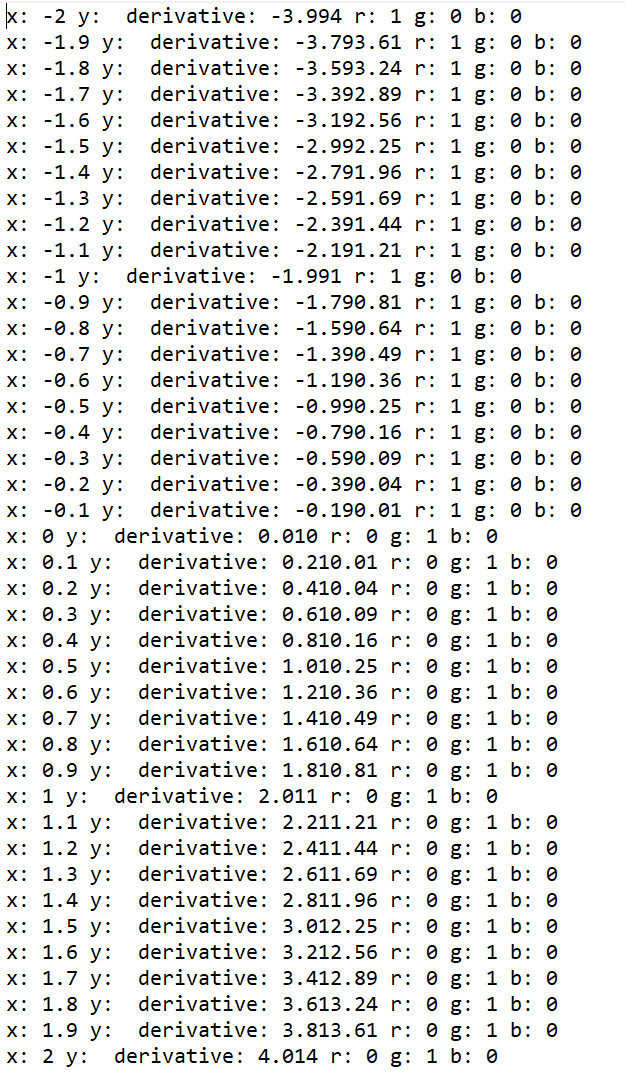 x: -2 y:  derivative: -3.994 r: 1 g: 0 b: 0
x: -1.9 y:  derivative: -3.793.61 r: 1 g: 0 b: 0
x: -1.8 y:  derivative: -3.593.24 r: 1 g: 0 b: 0
x: -1.7 y:  derivative: -3.392.89 r: 1 g: 0 b: 0
x: -1.6 y:  derivative: -3.192.56 r: 1 g: 0 b: 0
x: -1.5 y:  derivative: -2.992.25 r: 1 g: 0 b: 0
x: -1.4 y:  derivative: -2.791.96 r: 1 g: 0 b: 0
x: -1.3 y:  derivative: -2.591.69 r: 1 g: 0 b: 0
x: -1.2 y:  derivative: -2.391.44 r: 1 g: 0 b: 0
x: -1.1 y:  derivative: -2.191.21 r: 1 g: 0 b: 0
x: -1 y:  derivative: -1.991 r: 1 g: 0 b: 0
x: -0.9 y:  derivative: -1.790.81 r: 1 g: 0 b: 0
x: -0.8 y:  derivative: -1.590.64 r: 1 g: 0 b: 0
x: -0.7 y:  derivative: -1.390.49 r: 1 g: 0 b: 0
x: -0.6 y:  derivative: -1.190.36 r: 1 g: 0 b: 0
x: -0.5 y:  derivative: -0.990.25 r: 1 g: 0 b: 0
x: -0.4 y:  derivative: -0.790.16 r: 1 g: 0 b: 0
x: -0.3 y:  derivative: -0.590.09 r: 1 g: 0 b: 0
x: -0.2 y:  derivative: -0.390.04 r: 1 g: 0 b: 0
x: -0.1 y:  derivative: -0.190.01 r: 1 g: 0 b: 0
x: 0 y:  derivative: 0.010 r: 0 g: 1 b: 0
x: 0.1 y:  derivative: 0.210.01 r: 0 g: 1 b: 0
x: 0.2 y:  derivative: 0.410.04 r: 0 g: 1 b: 0
x: 0.3 y:  derivative: 0.610.09 r: 0 g: 1 b: 0
x: 0.4 y:  derivative: 0.810.16 r: 0 g: 1 b: 0
x: 0.5 y:  derivative: 1.010.25 r: 0 g: 1 b: 0
x: 0.6 y:  derivative: 1.210.36 r: 0 g: 1 b: 0
x: 0.7 y:  derivative: 1.410.49 r: 0 g: 1 b: 0
x: 0.8 y:  derivative: 1.610.64 r: 0 g: 1 b: 0
x: 0.9 y:  derivative: 1.810.81 r: 0 g: 1 b: 0
x: 1 y:  derivative: 2.011 r: 0 g: 1 b: 0
x: 1.1 y:  derivative: 2.211.21 r: 0 g: 1 b: 0
x: 1.2 y:  derivative: 2.411.44 r: 0 g: 1 b: 0
x: 1.3 y:  derivative: 2.611.69 r: 0 g: 1 b: 0
x: 1.4 y:  derivative: 2.811.96 r: 0 g: 1 b: 0
x: 1.5 y:  derivative: 3.012.25 r: 0 g: 1 b: 0
x: 1.6 y:  derivative: 3.212.56 r: 0 g: 1 b: 0
x: 1.7 y:  derivative: 3.412.89 r: 0 g: 1 b: 0
x: 1.8 y:  derivative: 3.613.24 r: 0 g: 1 b: 0
x: 1.9 y:  derivative: 3.813.61 r: 0 g: 1 b: 0
x: 2 y:  derivative: 4.014 r: 0 g: 1 b: 0